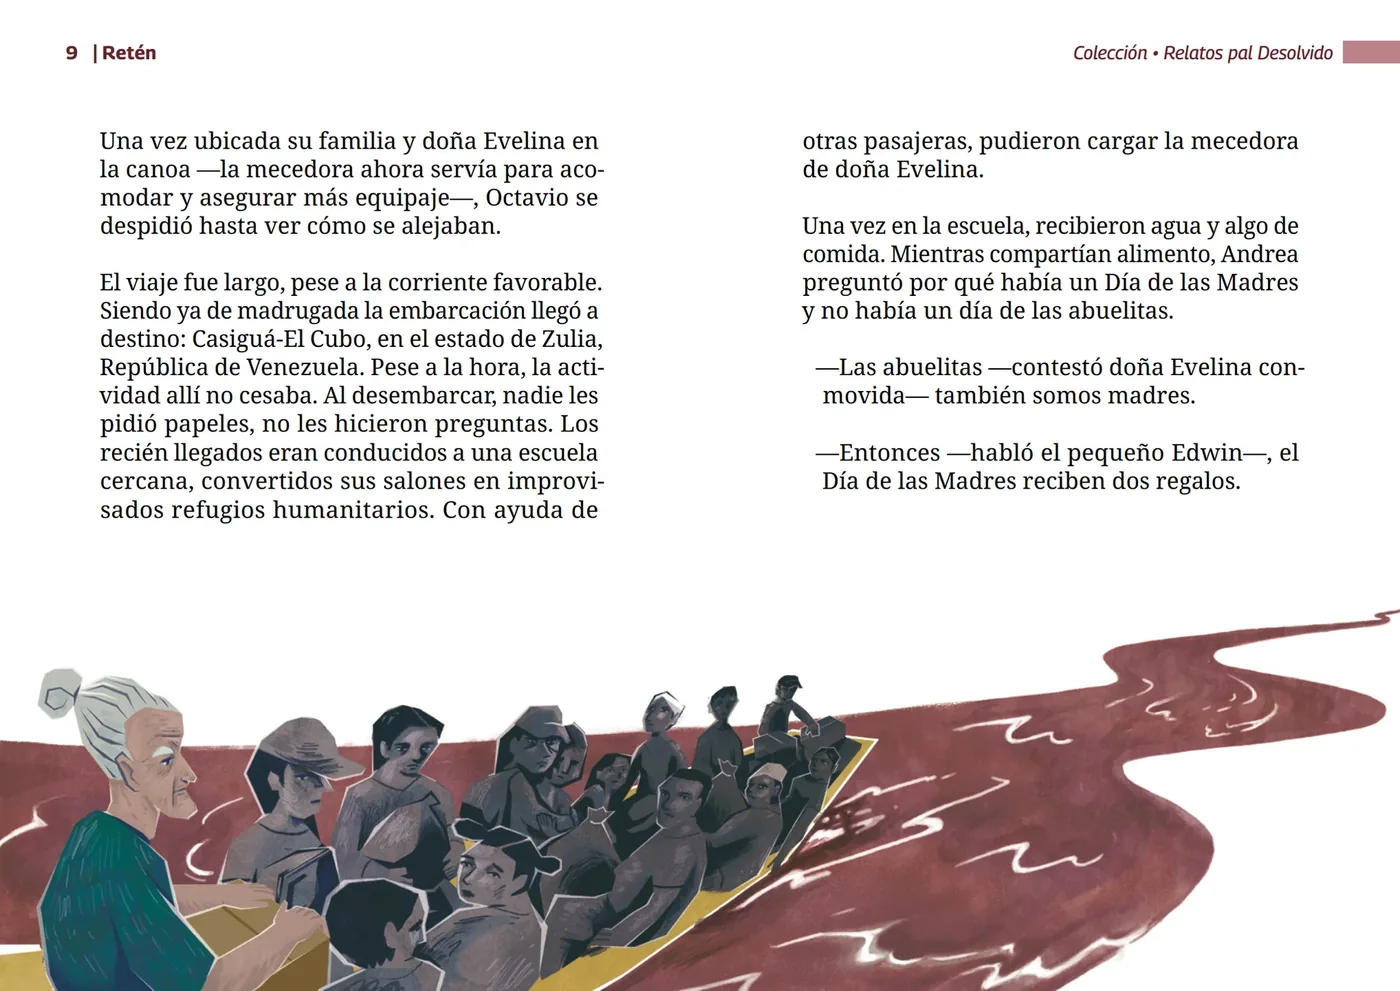 9 | Retén
Colección • Relatos pal Desolvido
Una vez ubicada su familia y doña Evelina en
la canoa —la mecedora ahora servía para aco-
modar y asegurar más equipaje—, Octavio se
despidió hasta ver cómo se alejaban.
El viaje fue largo, pese a la corriente favorable.
Siendo ya de madrugada la embarcación llegó a
destino: Casiguá-El Cubo, en el estado de Zulia,
República de Venezuela. Pese a la hora, la acti-
vidad allí no cesaba. Al desembarcar, nadie les
pidió papeles, no les hicieron preguntas. Los
recién llegados eran conducidos a una escuela
cercana, convertidos sus salones en improvi-
sados refugios humanitarios. Con ayuda de
otras pasajeras, pudieron cargar la mecedora
de doña Evelina.
Una vez en la escuela, recibieron agua y algo de
comida. Mientras compartían alimento, Andrea
preguntó por qué había un Día de las Madres
y no había un día de las abuelitas.
—Las abuelitas —contestó doña Evelina con-
movida— también somos madres.
—Entonces —habló el pequeño Edwin—, el
Día de las Madres reciben dos regalos.